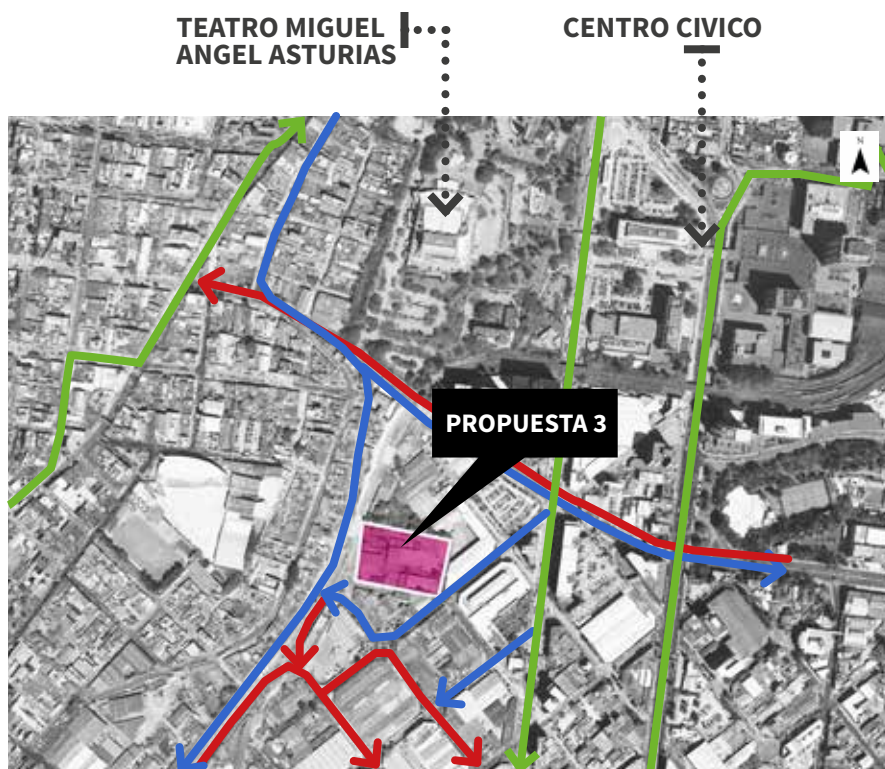 TEATRO MIGUEL
ANGEL ASTURIAS
CENTRO CIVICO
N
PROPUESTA 3